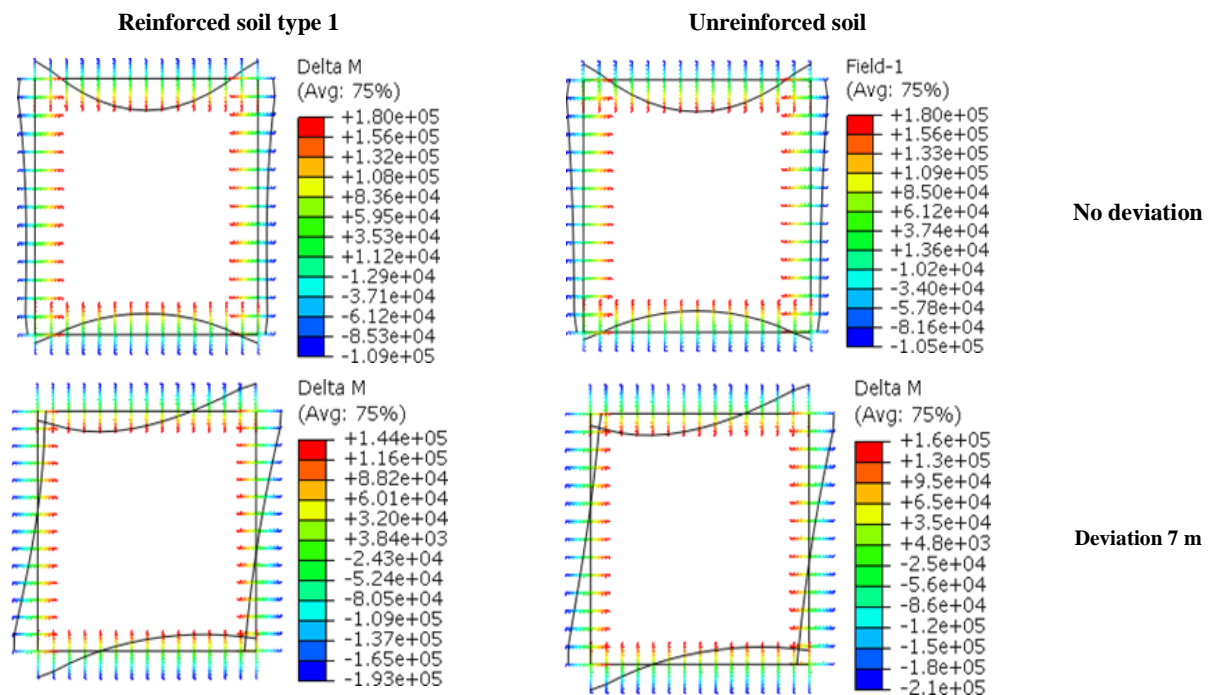 Reinforced soil type 1
Unreinforced soil
Delta M
(Avg: 75%)
+1.80e+05
+1.56e+05
+1.32e+05
+1.08e+05
+8.36e+04
+5.95e+04
+3.53e+04
+1.12e+04
-1.29e+04
-3.71e+04
-6.12e+04
-8.53e+04
-1.09e+05
Field-1
(Avg: 75%)
+1.80e+05
+1.56e+05
+1.33e+05
+1.09e+05
+8.50e+04
+6.12e+04
+3.74e+04
+1.36e+04
-1.02e+04
-3.40e+04
-5.78e+04
-8.16e+04
-1.05e+05
No deviation
Delta M
(Avg: 75%)
+1.44e+05
+1.16e+05
+8.82e+04
+6.01e+04
+3.20e+04
+3.84e+03
-2.43e+04
-5.24e+04
-8.05e+04
-1.09e+05
-1.37e+05
-1.65e+05
-1.93e+05
Delta M
(Avg: 75%)
+1.6e+05
+1.3e+05
+9.5e+04
+6.5e+04
+3.5e+04
+4.8e+03
-2.5e+04
-5.6e+04
-8.6e+04
-1.2e+05
-1.5e+05
-1.8e+05
-2.1e+05
Deviation 7 m